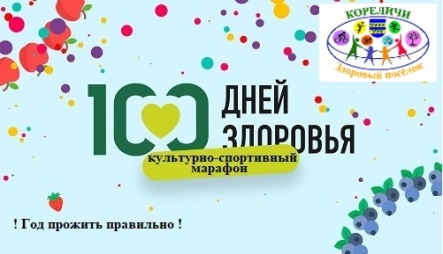 КОРЕЛИЧИ
Здоровый посёлок
100 ДНЕЙ
ЗДОРОВЬЯ
культурно-спортивный
марафон
! Год прожить правильно !